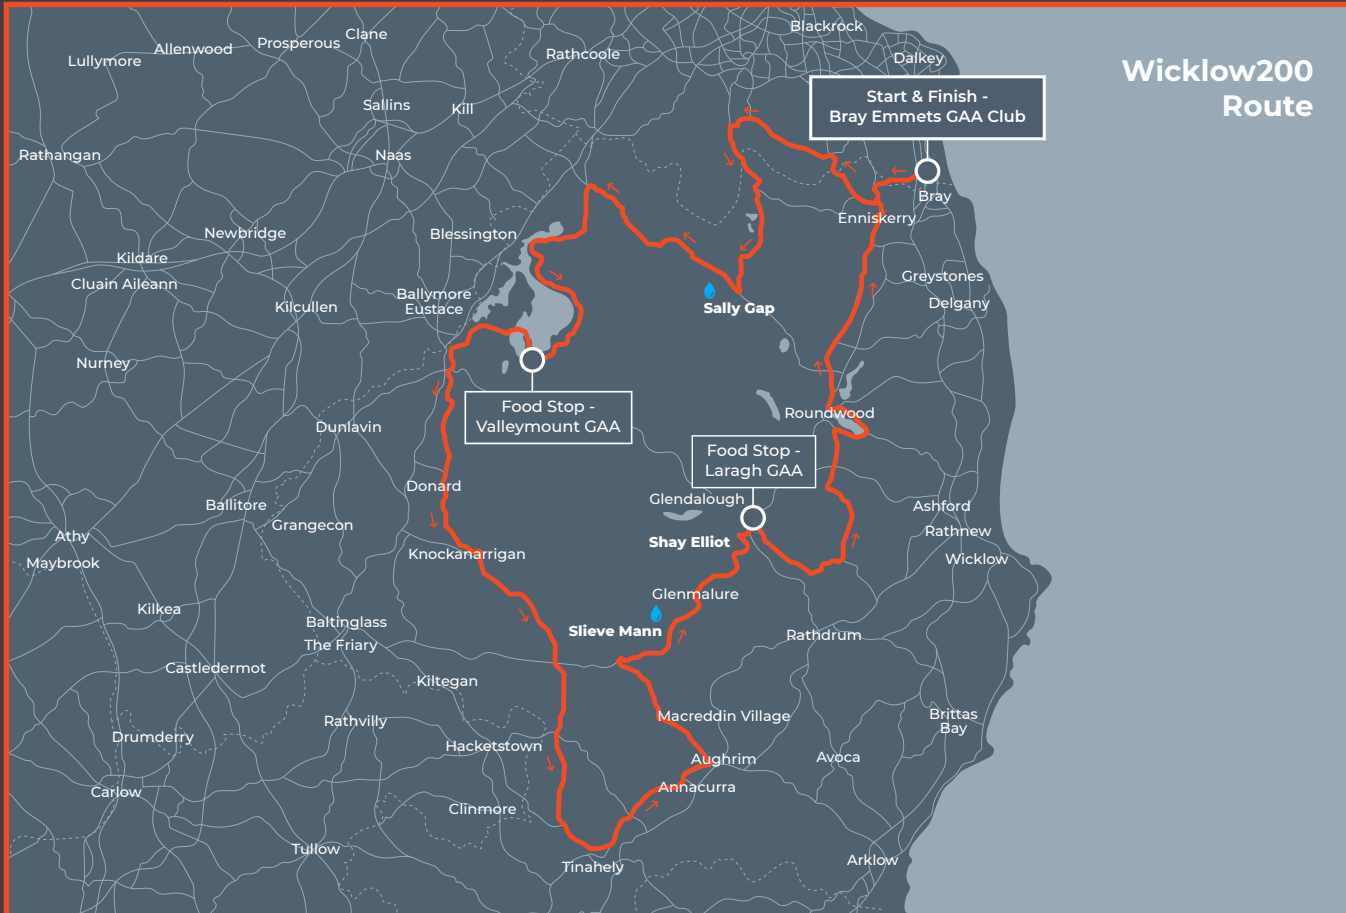 Wicklow200
Route
Blackrock
Clane
Prosperous
Allenwood
Lullymore
Rathcoole
Dalkey
Start & Finish -
Bray Emmets GAA Club
Sallins
Kill
Rathangan
Naas
Bray
Enniskerry
Newbridge
Blessington
Kildare
Cluain Aileann
Greystones
Delgany
Ballymore
Eustace
Kilcullen
Sally Gap
Nurney
Food Stop -
Valleymount GAA
Roundwood
Dunlavin
Food Stop -
Laragh GAA
Donard
Glendalough
Ballitore
Ashford
Grangecon
Rathnew
Athy
Shay Elliot
Knockanarrigan
Wicklow
Maybrook
Glenmalure
Kilkea
Baltinglass
Slieve Mann
Rathdrum
The Friary
Castledermot
Kiltegan
Macreddin Village
Brittas
Bay
Rathvilly
Drumderry
Hacketstown
Aughrim
Avoca
Annacurra
Carlow
Clinmore
Tullow
Arklow
Tinahely